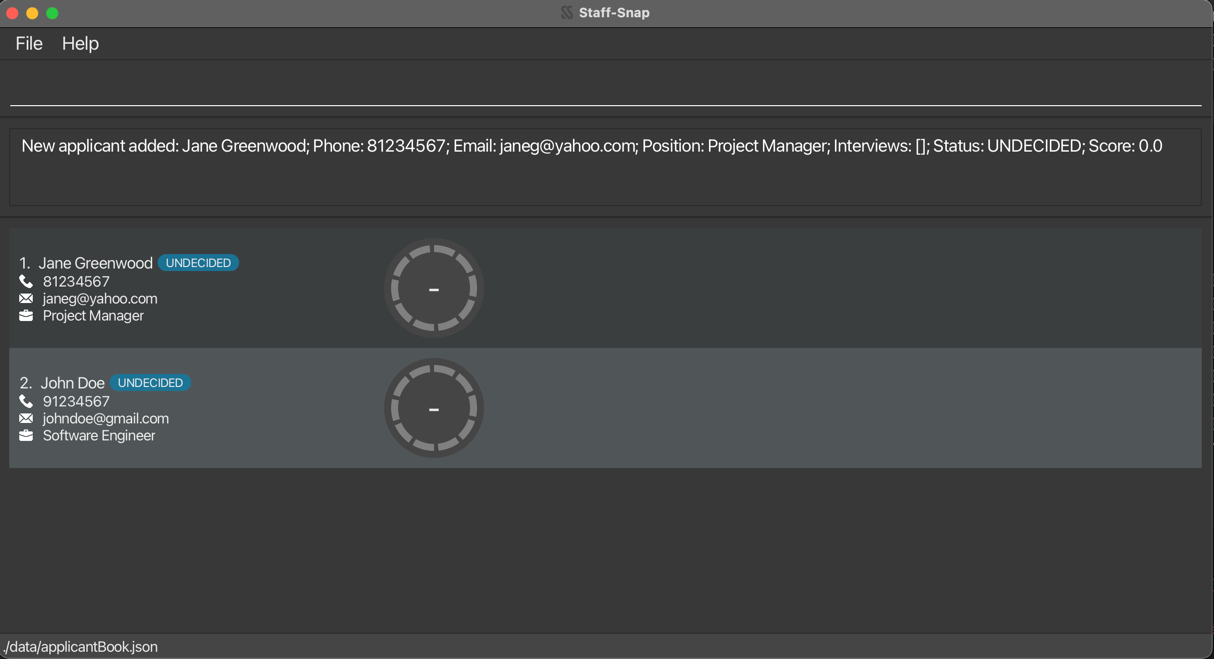 Staff-Snap
File Help
New applicant added: Jane Greenwood; Phone: 81234567; Email: janeg@yahoo.com; Position: Project Manager; Interviews: []; Status: UNDECIDED; Score: 0.0
1. Jane Greenwood UNDECIDED
81234567
janeg@yahoo.com
Project Manager
-
2. John Doe UNDECIDED
91234567
johndoe@gmail.com
Software Engineer
-
./data/applicantBook.json